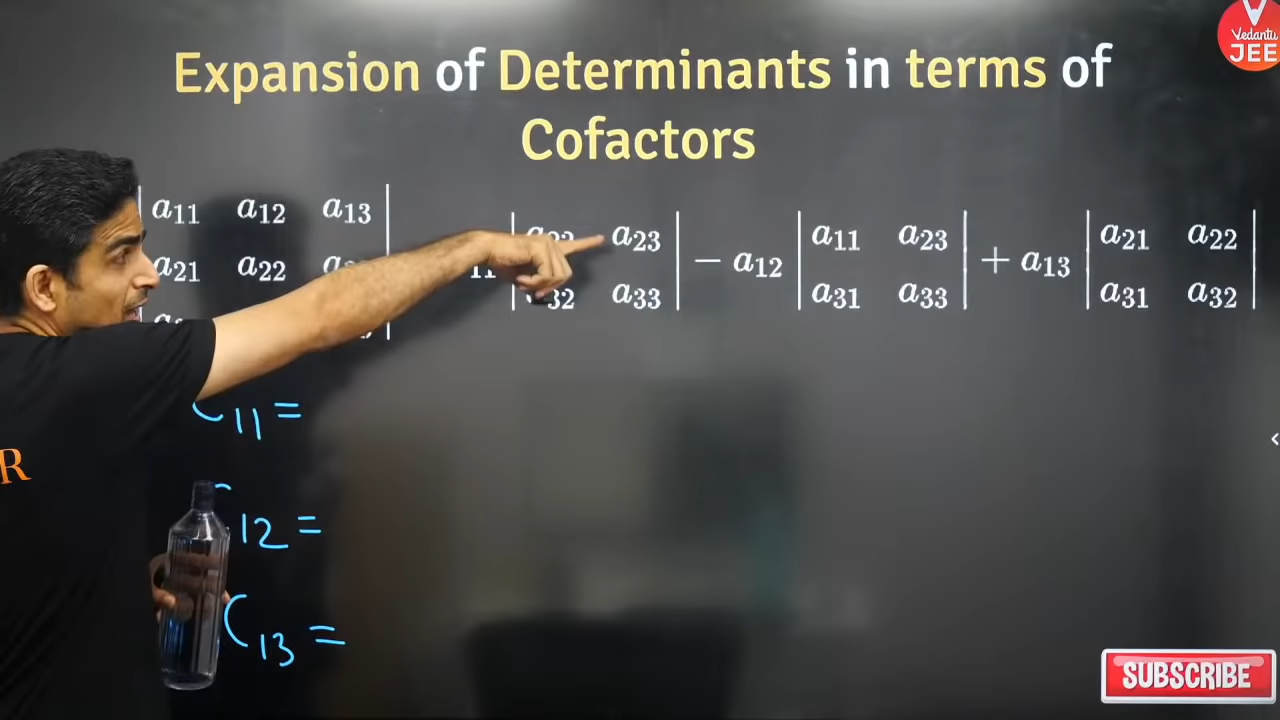 Vedantu
JEE
Expansion of Determinants in terms of
Cofactors
a11 a12 a13
a21 a22
a23
a32 a33
- a12
a11 a23
a31 a33
+ a13
a21 a22
a31 a32
C11 =
12 =
C13 =
R
SUBSCRIBE